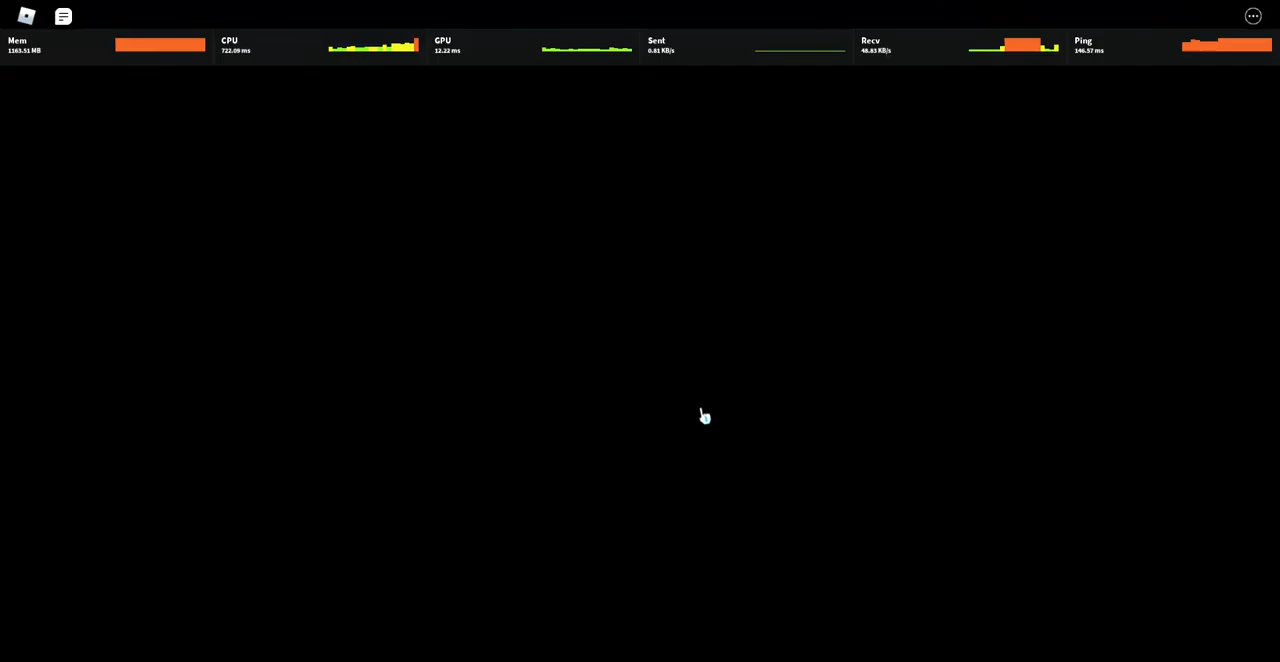 Mem
1163.51 MB
CPU
722.09 ms
GPU
12.22 ms
Sent
0.81 KB/s
Recv
48.83 KB/s
Ping
146.57 ms